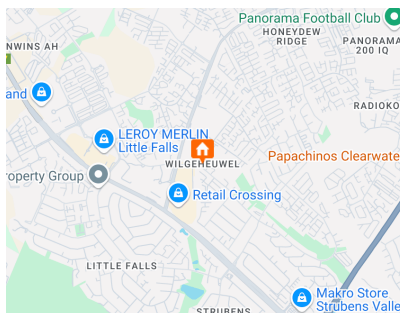 Panorama Football Club
HONEYDEW
RIDGE
NWINS AH
PANORAMA
200 IQ
and
RADIOKO
LEROY MERLIN
Little Falls
WILGEHEUWEL
Papachinos Clearwate
roperty Group
Retail Crossing
LITTLE FALLS
Makro Store
Strubens Valle
STRUBENS